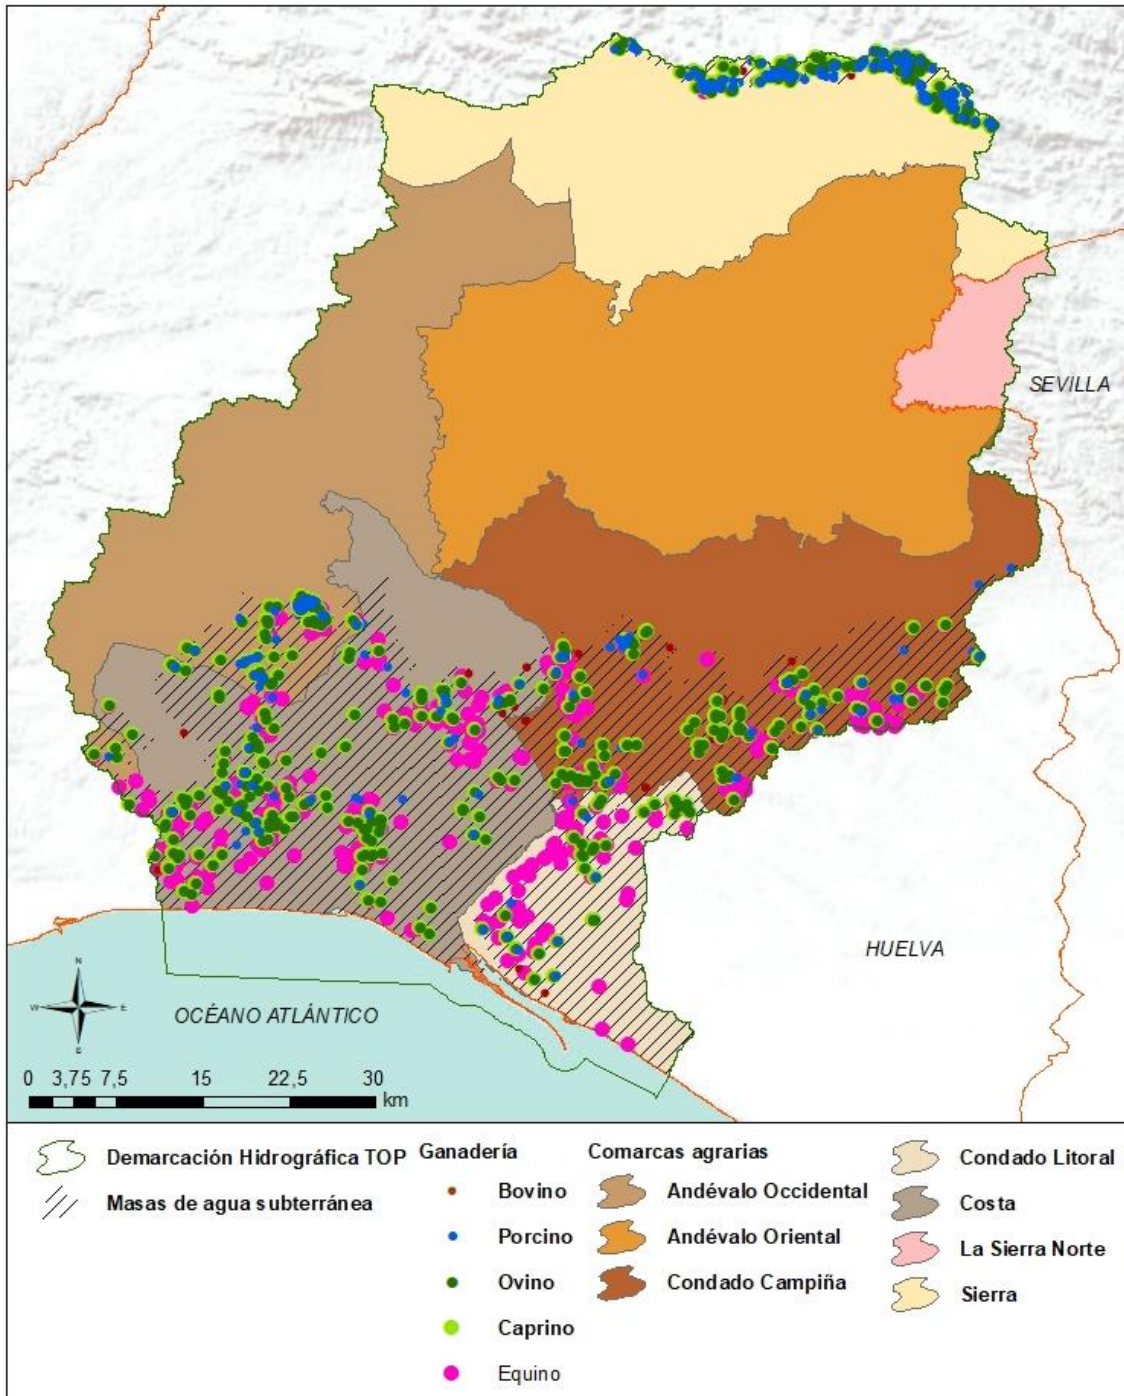 SEVILLA
HUELVA
OCÉANO ATLÁNTICO
N
W
E
S
0 3,75 7,5 15 22,5 30
km
Demarcación Hidrográfica TOP
Masas de agua subterránea
Ganadería
Bovino
Porcino
Ovino
Caprino
Equino
Comarcas agrarias
Andévalo Occidental
Andévalo Oriental
Condado Campiña
Condado Litoral
Costa
La Sierra Norte
Sierra